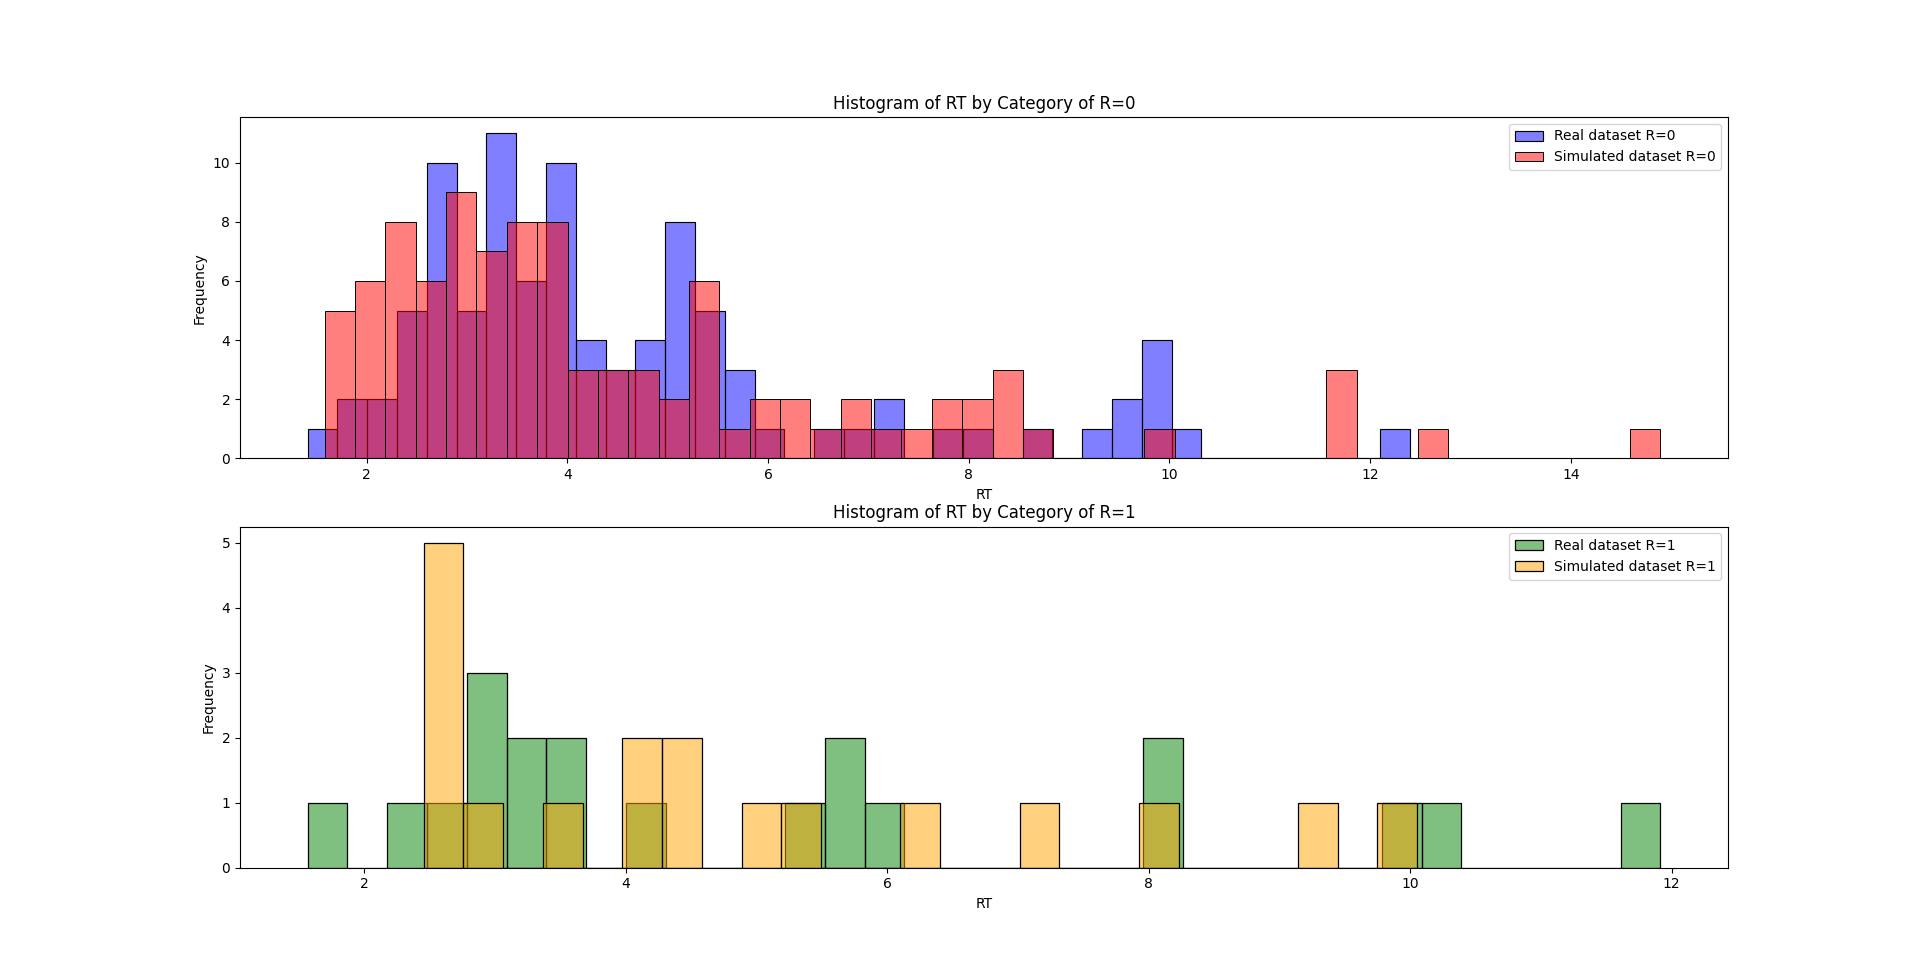 Histogram of RT by Category of R=0
Real dataset R=0
Simulated dataset R=0
Frequency
10
8
6
4
2
0
2 4 6 8 10 12 14
RT
Histogram of RT by Category of R=1
Real dataset R=1
Simulated dataset R=1
Frequency
5
4
3
2
1
0
2 4 6 8 10 12
RT